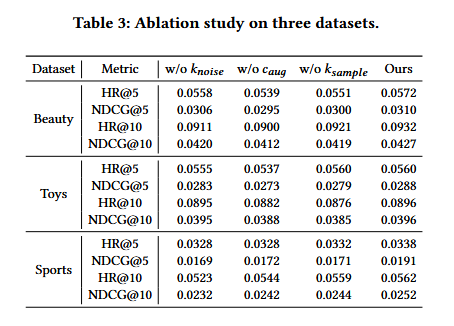 Table 3: Ablation study on three datasets.
Dataset Metric w/o k_noise w/o c_aug w/o k_sample Ours
HR@5 0.0558 0.0539 0.0551 0.0572
NDCG@5 0.0306 0.0295 0.0300 0.0310
Beauty
HR@10 0.0911 0.0900 0.0921 0.0932
NDCG@10 0.0420 0.0412 0.0419 0.0427
HR@5 0.0555 0.0537 0.0560 0.0560
NDCG@5 0.0283 0.0273 0.0279 0.0288
Toys
HR@10 0.0895 0.0882 0.0876 0.0896
NDCG@10 0.0395 0.0388 0.0385 0.0396
HR@5 0.0328 0.0328 0.0332 0.0338
NDCG@5 0.0169 0.0172 0.0171 0.0191
Sports
HR@10 0.0523 0.0544 0.0559 0.0562
NDCG@10 0.0232 0.0242 0.0244 0.0252